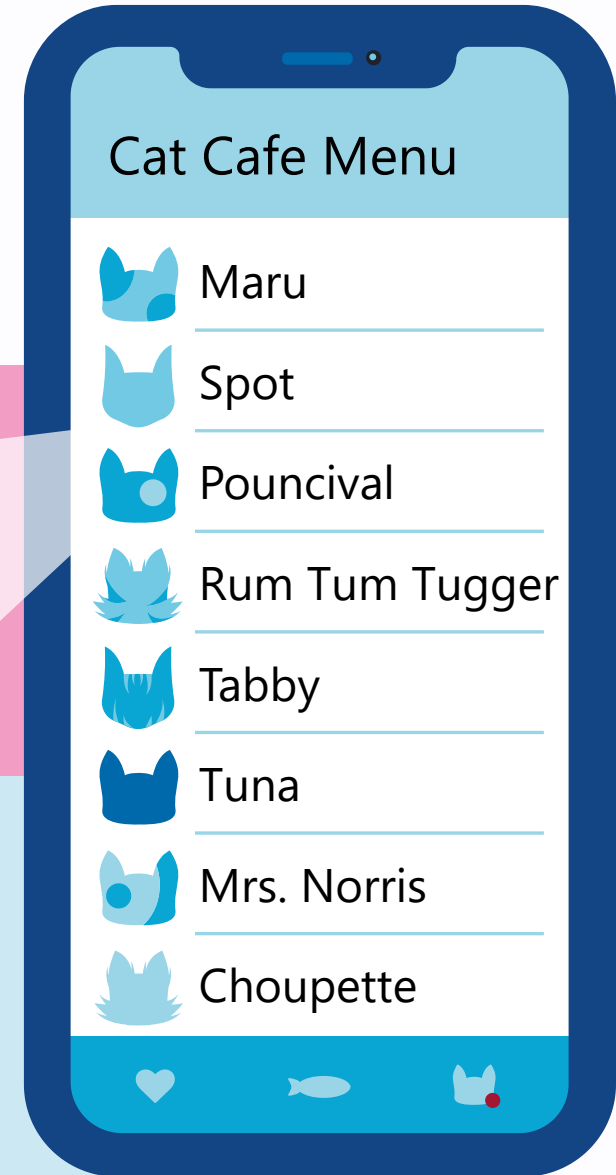 Cat Cafe Menu
Maru
Spot
Pouncival
Rum Tum Tugger
Tabby
Tuna
Mrs. Norris
Choupette